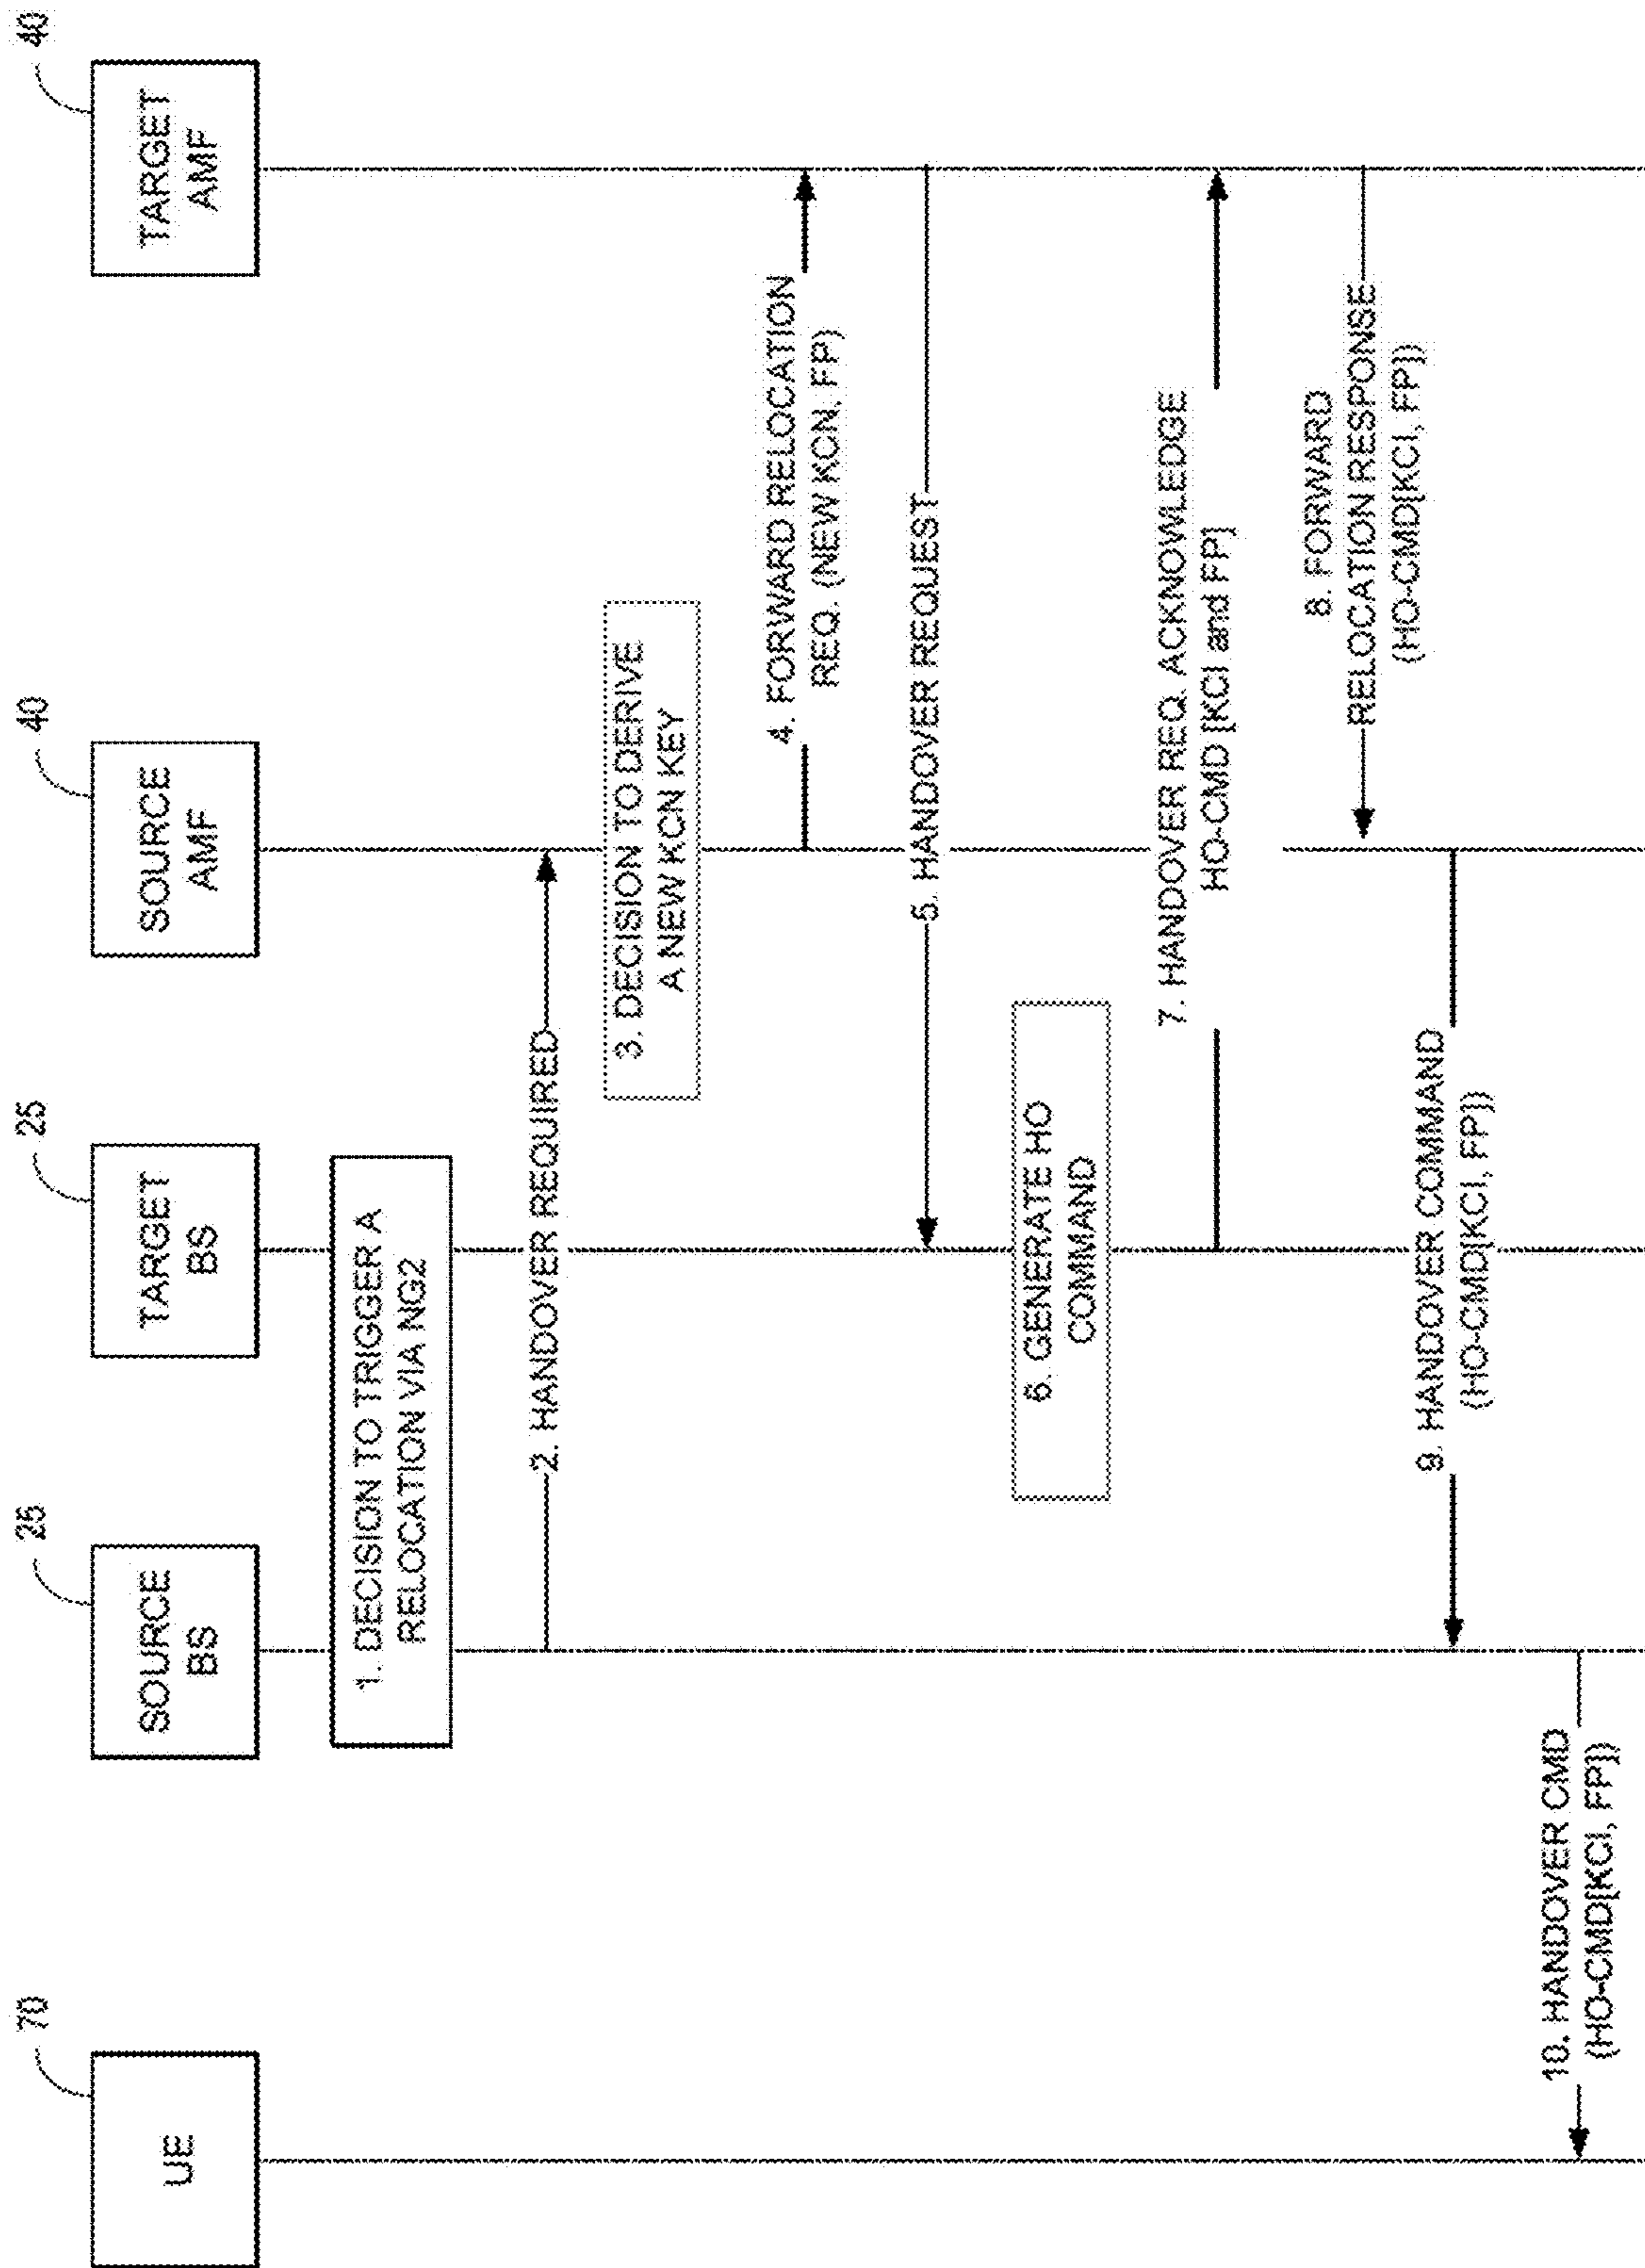 70
25
25
40
40
UE
SOURCE
BS
TARGET
BS
SOURCE
AMF
TARGET
AMF
1. DECISION TO TRIGGER A
RELOCATION VIA NG2
2. HANDOVER REQUIRED
3. DECISION TO DERIVE
A NEW KCN KEY
4. FORWARD RELOCATION
REQ. (NEW KCN, FP)
5. HANDOVER REQUEST
6. GENERATE HO
COMMAND
7. HANDOVER REQ. ACKNOWLEDGE
HO-CMD [KCI and FP]
8. FORWARD
RELOCATION RESPONSE
(HO-CMD[KCI, FP])
9. HANDOVER COMMAND
(HO-CMD[KCI, FP])
10. HANDOVER CMD
(HO-CMD[KCI, FP])